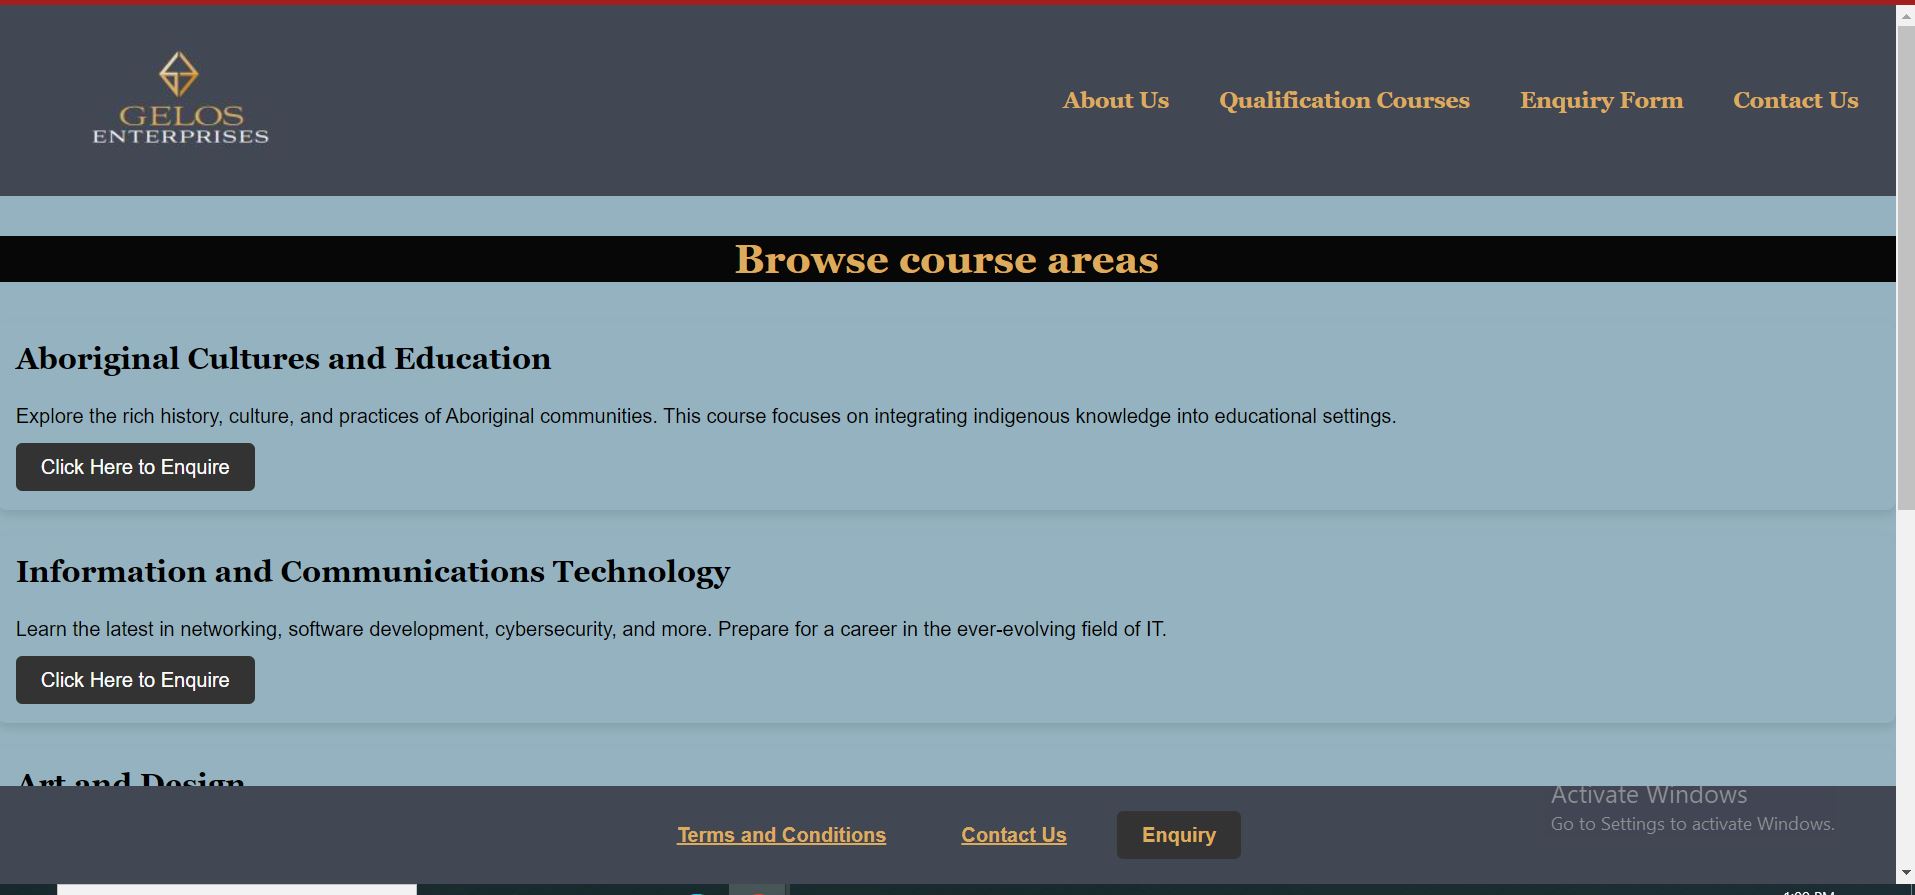 GELOS
ENTERPRISES
About Us
Qualification Courses
Enquiry Form
Contact Us
Browse course areas
Aboriginal Cultures and Education
Explore the rich history, culture, and practices of Aboriginal communities. This course focuses on integrating indigenous knowledge into educational settings.
Click Here to Enquire
Information and Communications Technology
Learn the latest in networking, software development, cybersecurity, and more. Prepare for a career in the ever-evolving field of IT.
Click Here to Enquire
Art and Design
Activate Windows
Go to Settings to activate Windows.
Terms and Conditions
Contact Us
Enquiry